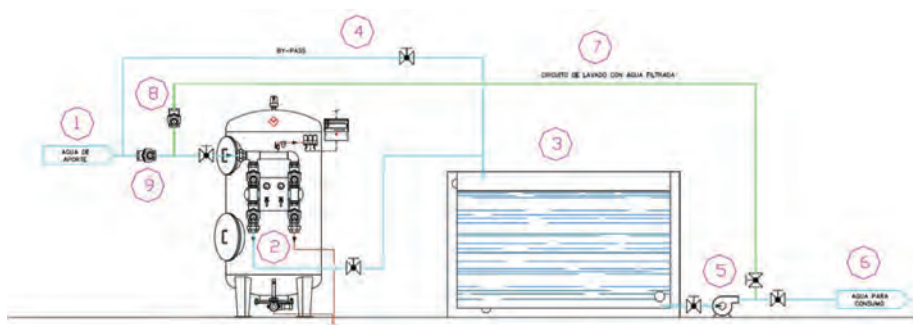 4
BY-PASS
7
CIRCUITO DE LAVADO CON AGUA FILTRADA
8
1
AGUA DE
APORTE
9
3
2
5
6
AGUA PARA
CONSUMO